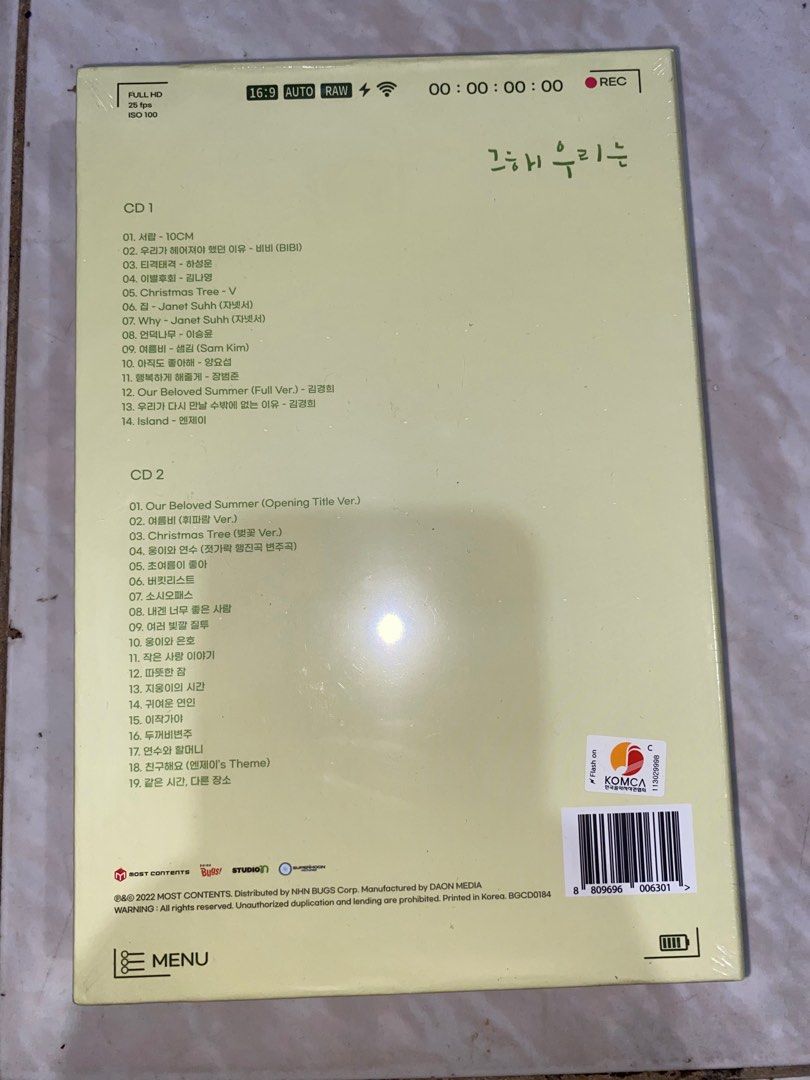 FULL HD
25 fps
ISO 100
16:9 AUTO RAW
00 : 00 : 00 : 00
REC
그 해 우리는
CD 1
01. 서랍 - 10CM
02. 우리가 헤어져야 했던 이유 - 비비 (BIBI)
03. 티격태격 - 하성운
04. 이별후회 - 김나영
05. Christmas Tree - V
06. 집 - Janet Suhh (자넷서)
07. Why - Janet Suhh (자넷서)
08. 언덕나무 - 이승윤
09. 여름비 - 샘김 (Sam Kim)
10. 아직도 좋아해 - 양요섭
11. 행복하게 해줄게 - 장범준
12. Our Beloved Summer (Full Ver.) - 김경희
13. 우리가 다시 만날 수밖에 없는 이유 - 김경희
14. Island - 엔제이
CD 2
01. Our Beloved Summer (Opening Title Ver.)
02. 여름비 (휘파람 Ver.)
03. Christmas Tree (벚꽃 Ver.)
04. 웅이와 연수 (젓가락 행진곡 변주곡)
05. 초여름이 좋아
06. 버킷리스트
07. 소시오패스
08. 내겐 너무 좋은 사람
09. 여러 빛깔 질투
10. 웅이와 은호
11. 작은 사랑 이야기
12. 따뜻한 잠
13. 지웅이의 시간
14. 귀여운 연인
15. 이작가야
16. 두꺼비변주
17. 연수와 할머니
18. 친구해요 (엔제이's Theme)
19. 같은 시간, 다른 장소
Flash on
KOMCA
한국음악저작권협회
C
113029998
MOST CONTENTS
NHN Bugs!
STUDIO n
SUPERMOON
8 809696 006301 >
℗&© 2022 MOST CONTENTS. Distributed by NHN BUGS Corp. Manufactured by DAON MEDIA
WARNING : All rights reserved. Unauthorized duplication and lending are prohibited. Printed in Korea. BGCD0184
MENU